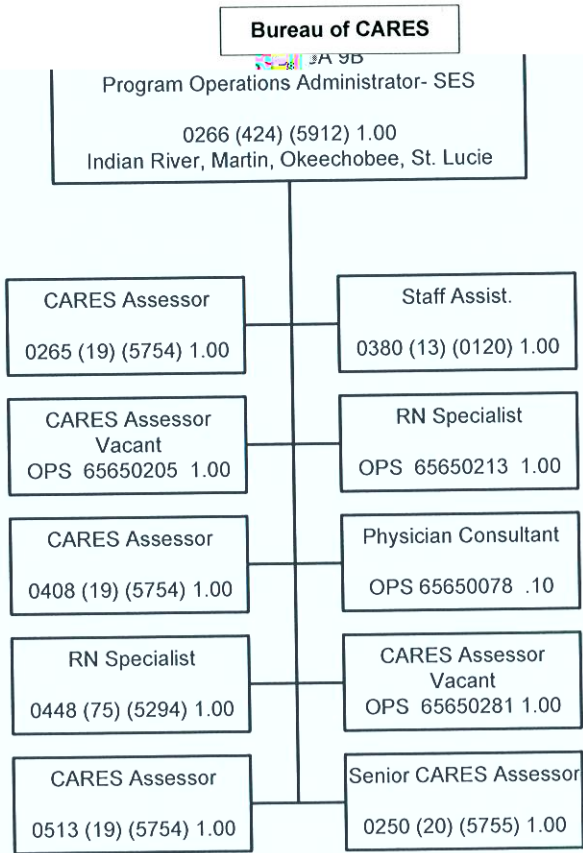 Bureau of CARES
9B
Program Operations Administrator- SES
0266 (424) (5912) 1.00
Indian River, Martin, Okeechobee, St. Lucie
CARES Assessor
0265 (19) (5754) 1.00
Staff Assist.
0380 (13) (0120) 1.00
CARES Assessor
Vacant
OPS 65650205 1.00
RN Specialist
OPS 65650213 1.00
CARES Assessor
0408 (19) (5754) 1.00
Physician Consultant
OPS 65650078 .10
RN Specialist
0448 (75) (5294) 1.00
CARES Assessor
Vacant
OPS 65650281 1.00
CARES Assessor
0513 (19) (5754) 1.00
Senior CARES Assessor
0250 (20) (5755) 1.00